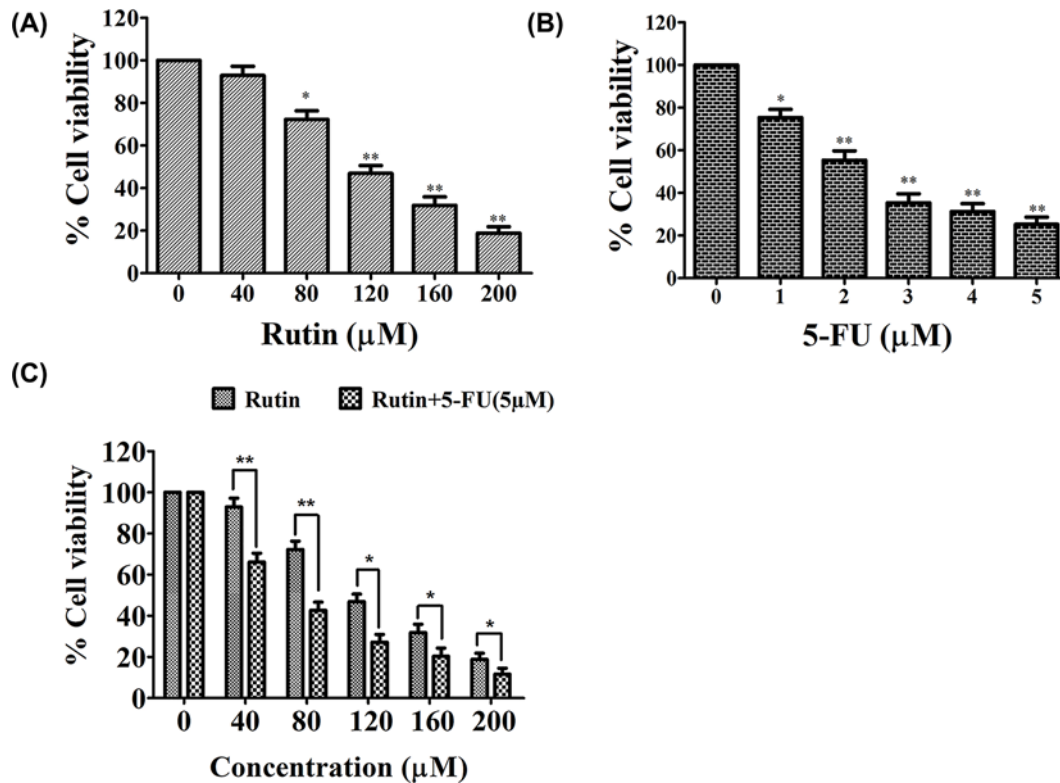 (A)
% Cell viability
120
100
80
60
40
20
0
*
**
**
**
0 40 80 120 160 200
Rutin (μM)
(B)
% Cell viability
120
100
80
60
40
20
0
*
**
**
**
**
0 1 2 3 4 5
5-FU (μM)
(C)
Rutin Rutin+5-FU(5μM)
% Cell viability
120
100
80
60
40
20
0
**
**
*
*
*
0 40 80 120 160 200
Concentration (μM)